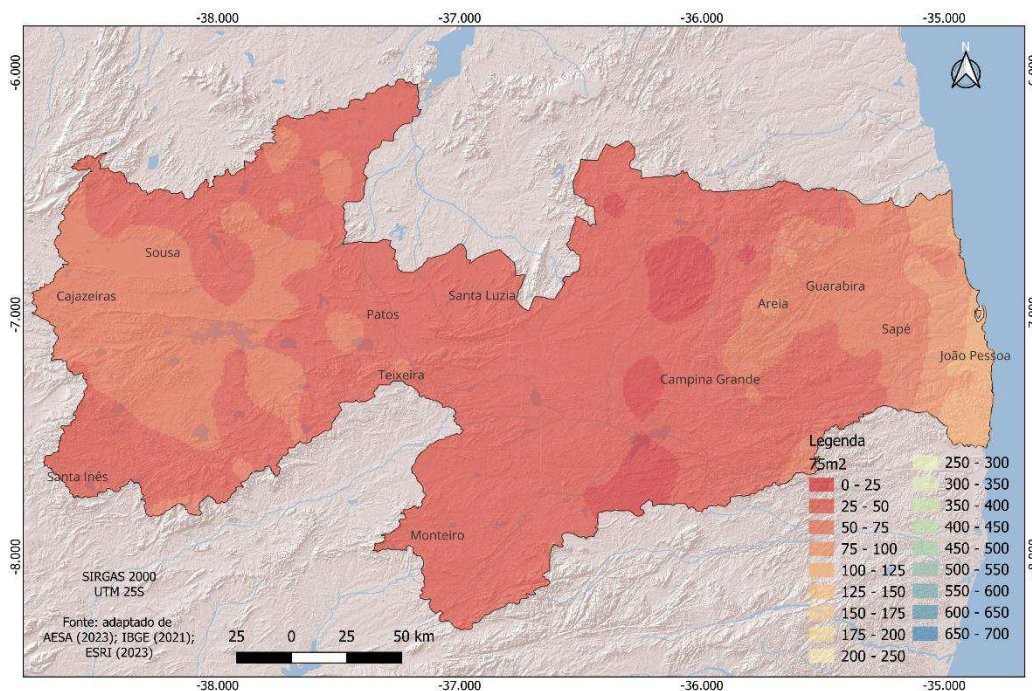 -38.000 -37.000 -36.000 -35.000
-6.000
-6.000
N
Sousa
Cajazeiras
Santa Luzia
Patos
Guarabira
Areia
Sapé
-7.000
-7.000
João Pessoa
Teixeira
Campina Grande
Santa Inês
Monteiro
-8.000
-8.000
Legenda
75m2
0 - 25
25 - 50
50 - 75
75 - 100
100 - 125
125 - 150
150 - 175
175 - 200
200 - 250
250 - 300
300 - 350
350 - 400
400 - 450
450 - 500
500 - 550
550 - 600
600 - 650
650 - 700
SIRGAS 2000
UTM 25S
Fonte: adaptado de
AESA (2023); IBGE (2021);
ESRI (2023)
25 0 25 50 km
-38.000 -37.000 -36.000 -35.000